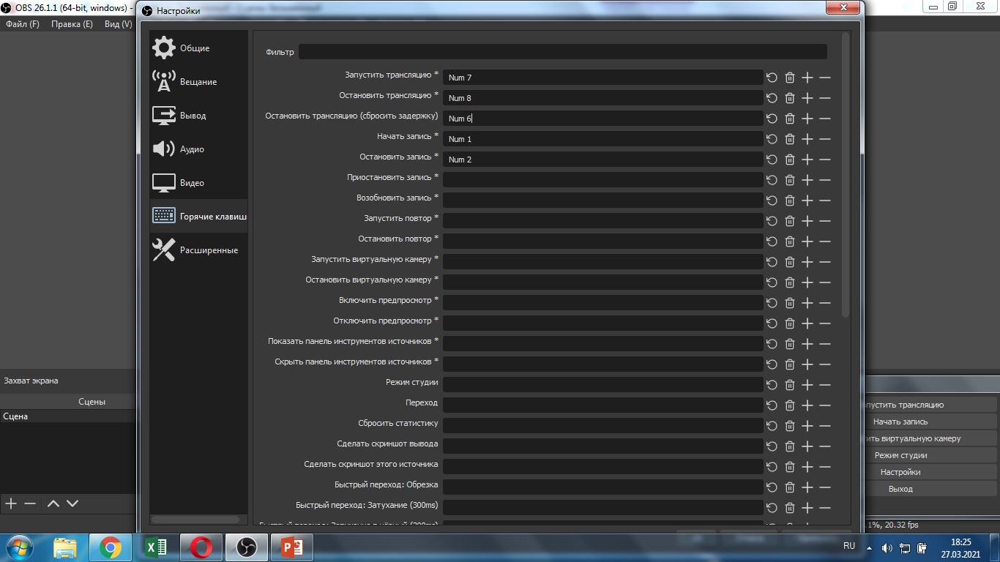 OBS 26.1.1 (64-bit, windows) -
Настройки
Файл (F) Правка (E) Вид (V)
Общие
Вещание
Вывод
Аудио
Видео
Горячие клавиш
Расширенные
Фильтр
Запустить трансляцию * Num 7
Остановить трансляцию * Num 8
Остановить трансляцию (сбросить задержку) Num 6
Начать запись * Num 1
Остановить запись * Num 2
Приостановить запись *
Возобновить запись *
Запустить повтор *
Остановить повтор *
Запустить виртуальную камеру *
Остановить виртуальную камеру *
Включить предпросмотр *
Отключить предпросмотр *
Показать панель инструментов источников *
Скрыть панель инструментов источников *
Режим студии
Переход
Сбросить статистику
Сделать скриншот вывода
Сделать скриншот этого источника
Быстрый переход: Обрезка
Быстрый переход: Затухание (300ms)
Захват экрана
Сцены
Сцена
пустить трансляцию
Начать запись
ить виртуальную камеру
Режим студии
Настройки
Выход
.1%, 20.32 fps
RU
18:25
27.03.2021